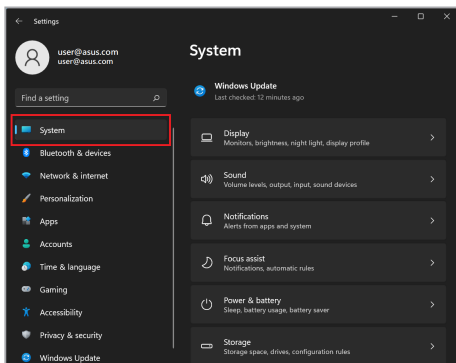 Settings
user@asus.com
user@asus.com
Find a setting
System
Bluetooth & devices
Network & internet
Personalization
Apps
Accounts
Time & language
Gaming
Accessibility
Privacy & security
Windows Update
System
Windows Update
Last checked: 12 minutes ago
Display
Monitors, brightness, night light, display profile
Sound
Volume levels, output, input, sound devices
Notifications
Alerts from apps and system
Focus assist
Notifications, automatic rules
Power & battery
Sleep, battery usage, battery saver
Storage
Storage space, drives, configuration rules